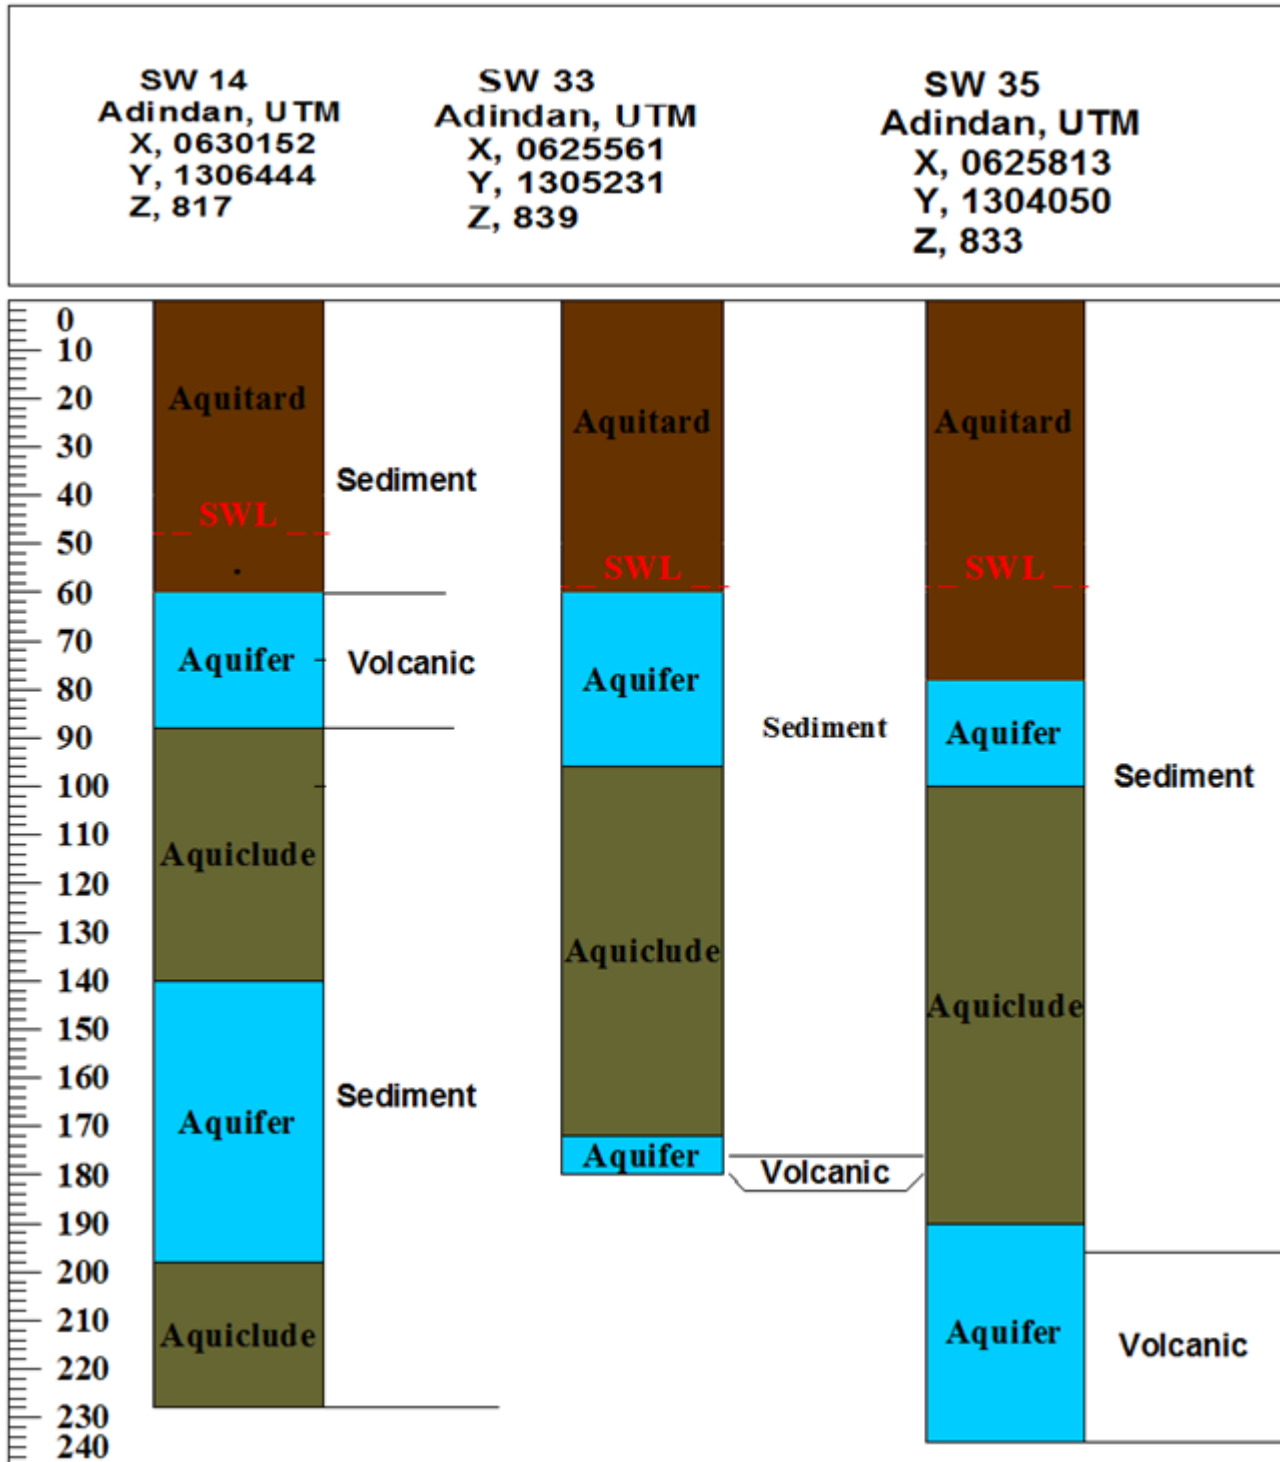 SW 14
Adindan, UTM
X, 0630152
Y, 1306444
Z, 817
SW 33
Adindan, UTM
X, 0625561
Y, 1305231
Z, 839
SW 35
Adindan, UTM
X, 0625813
Y, 1304050
Z, 833
0
10
20
30
40
50
60
70
80
90
100
110
120
130
140
150
160
170
180
190
200
210
220
230
240
Aquitard
SWL
Aquifer
Aquiclude
Aquifer
Aquiclude
Sediment
Volcanic
Sediment
Aquitard
SWL
Aquifer
Aquiclude
Aquifer
Sediment
Volcanic
Aquitard
SWL
Aquifer
Aquiclude
Aquifer
Sediment
Volcanic